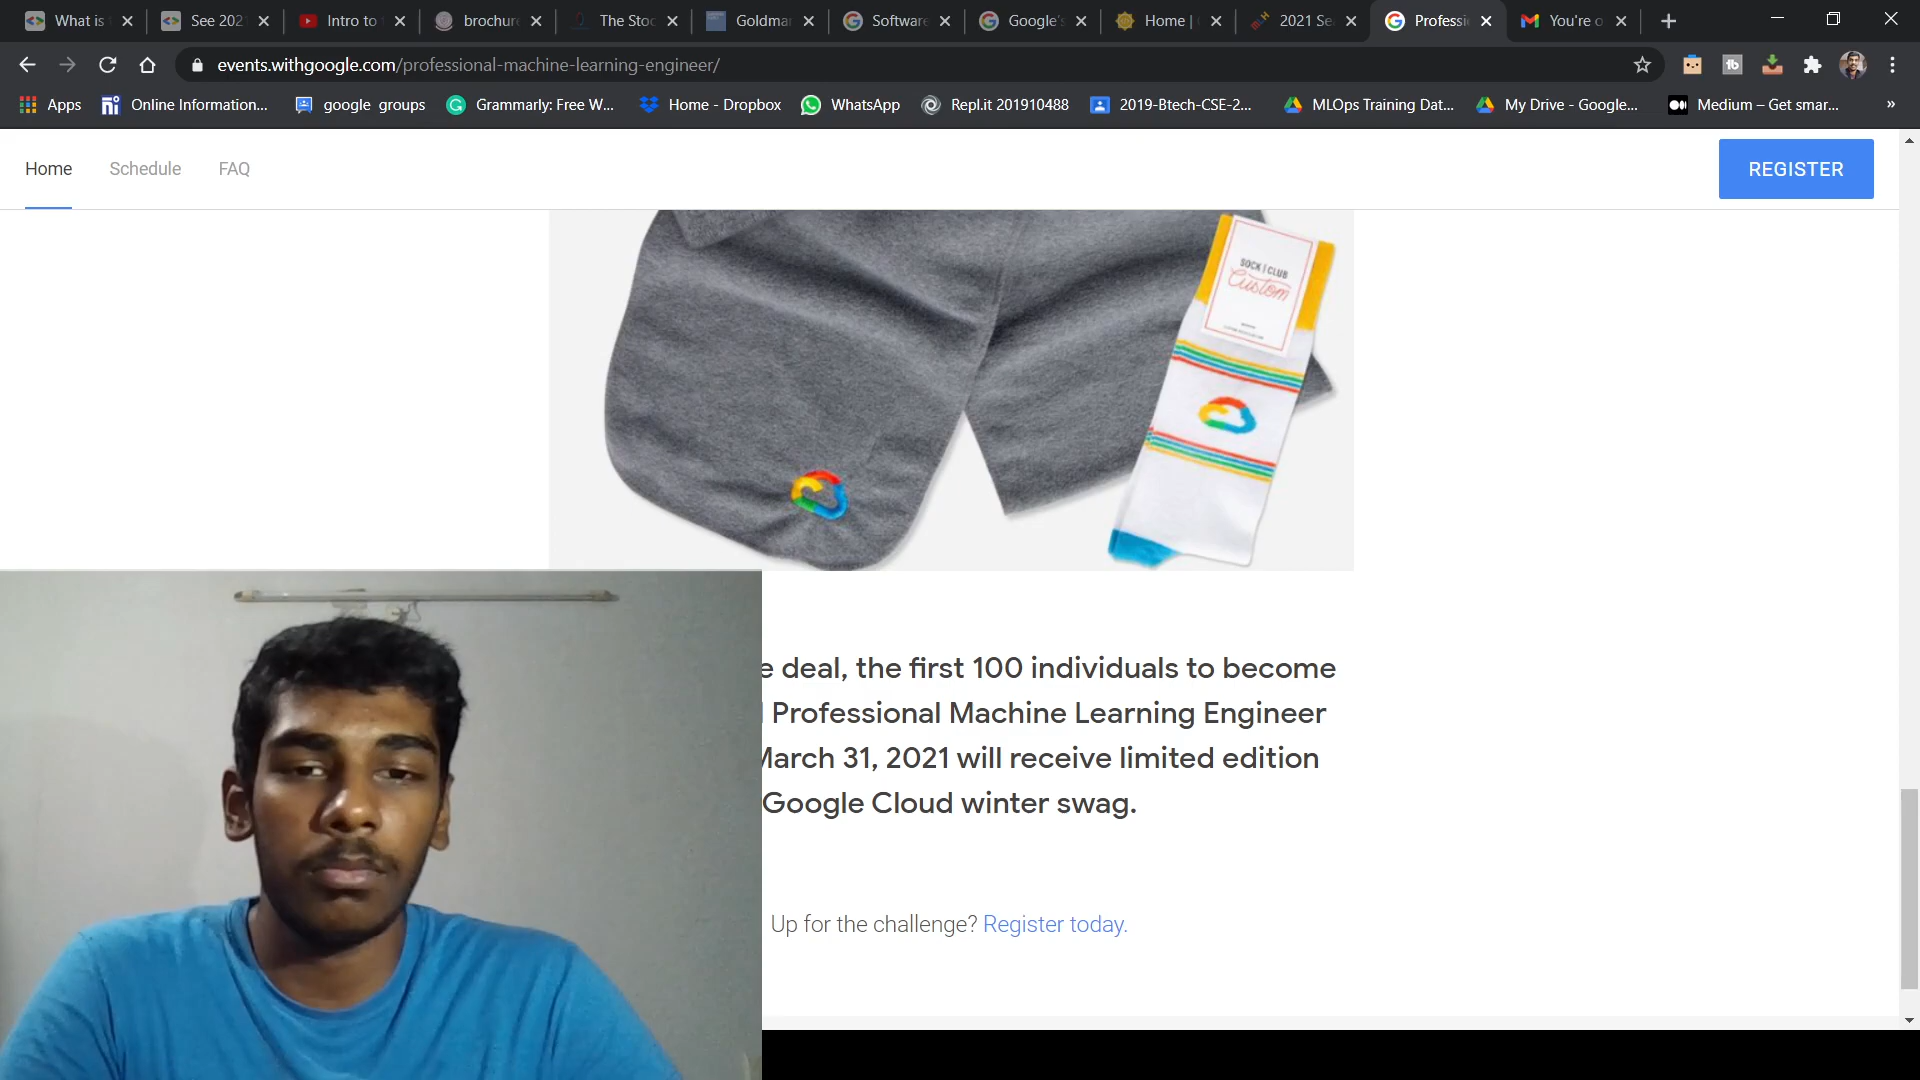 What is
See 202
Intro to
brochur
The Stoc
Goldma
Software
Google's
Home |
2021 Se
Professi
You're o
events.withgoogle.com/professional-machine-learning-engineer/
Apps
Online Information...
google groups
Grammarly: Free W...
Home - Dropbox
WhatsApp
Repl.it 201910488
2019-Btech-CSE-2...
MLOps Training Dat...
My Drive - Google...
Medium – Get smar...
»
Home
Schedule
FAQ
REGISTER
SOCK | CLUB
Custom
e deal, the first 100 individuals to become
Professional Machine Learning Engineer
March 31, 2021 will receive limited edition
Google Cloud winter swag.
Up for the challenge? Register today.